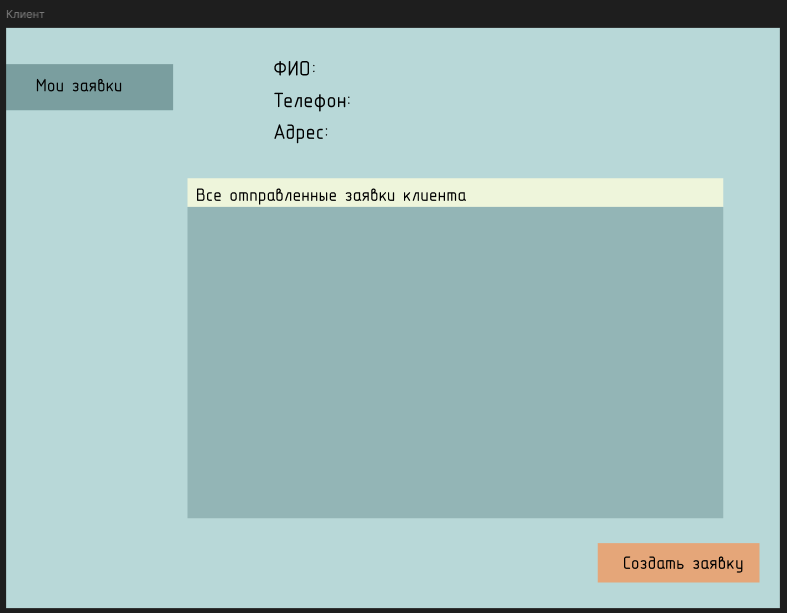 Клиент
Мои заявки
ФИО:
Телефон:
Адрес:
Все отправленные заявки клиента
Создать заявку